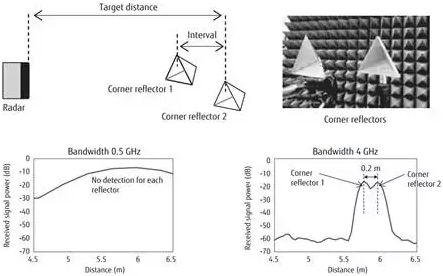 Target distance
Interval
Radar
Corner reflector 1
Corner reflector 2
Corner reflectors
Bandwidth 0.5 GHz
Received signal power (dB)
0
-10
-20
-30
-40
-50
-60
-70
No detection for each
reflector
4.5 5 5.5 6 6.5
Distance (m)
Bandwidth 4 GHz
Received signal power (dB)
0
-10
-20
-30
-40
-50
-60
-70
0.2 m
Corner
reflector 1
Corner
reflector 2
4.5 5 5.5 6 6.5
Distance (m)